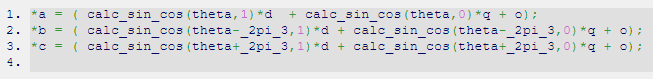 1. *a = ( calc_sin_cos(theta,1)*d  + calc_sin_cos(theta,0)*q + o);
2. *b = ( calc_sin_cos(theta-_2pi_3,1)*d + calc_sin_cos(theta-_2pi_3,0)*q + o);
3. *c = ( calc_sin_cos(theta+_2pi_3,1)*d + calc_sin_cos(theta+_2pi_3,0)*q + o);
4.